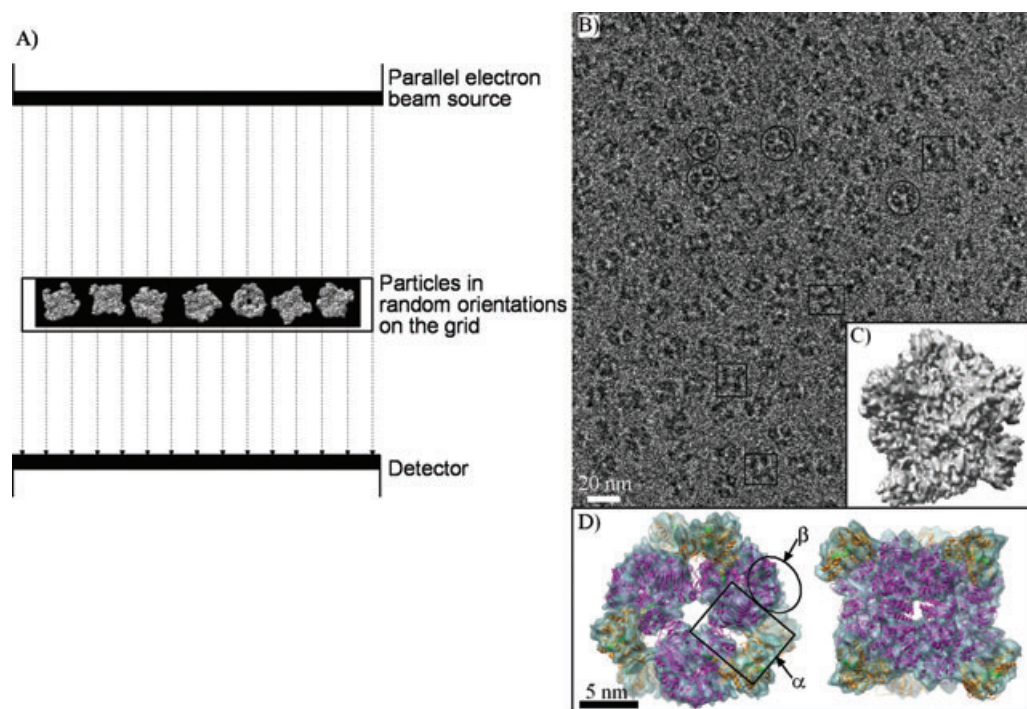 A)
Parallel electron
beam source
Particles in
random orientations
on the grid
Detector
B)
20 nm
C)
D)
β
α
5 nm